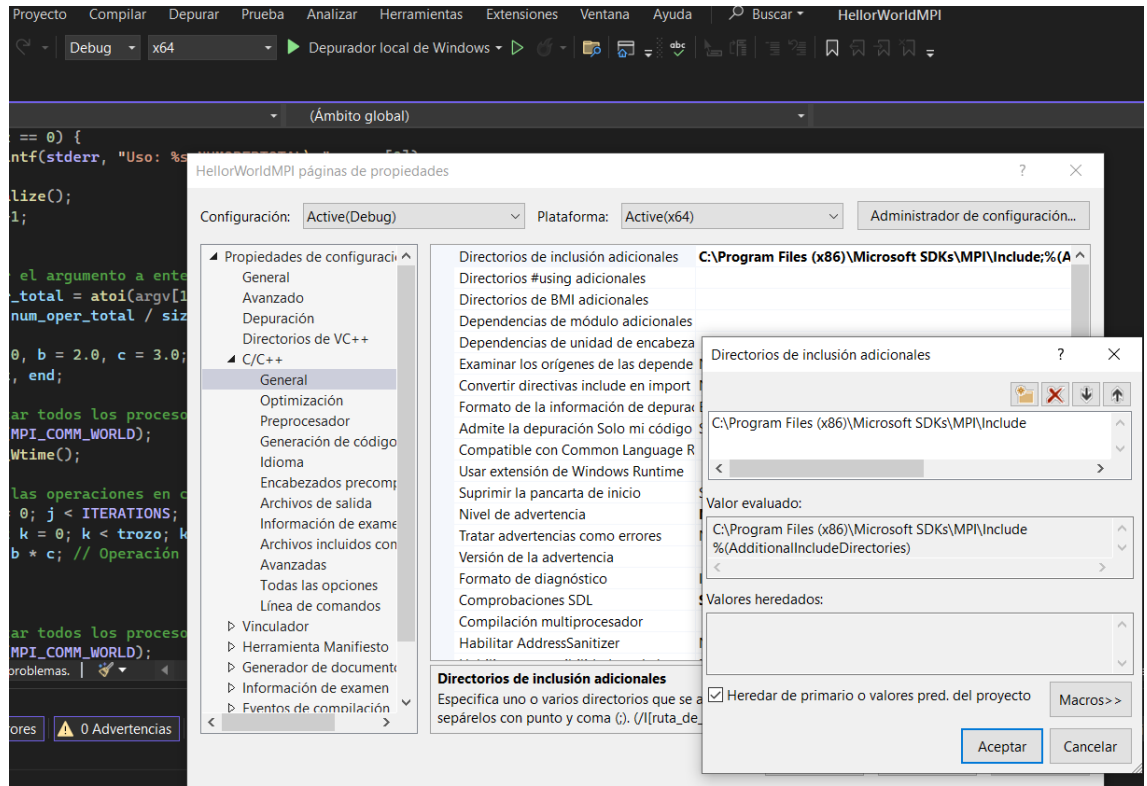 Proyecto Compilar Depurar Prueba Analizar Herramientas Extensiones Ventana Ayuda Buscar HellorWorldMPI
Debug x64 Depurador local de Windows
(Ámbito global)
== 0) {
ntf(stderr, "Uso: %s
lize();
1;
el argumento a ente
_total = atoi(argv[1
num_oper_total / siz
0, b = 2.0, c = 3.0;
, end;
ar todos los proceso
MPI_COMM_WORLD);
Wtime();
las operaciones en c
= 0; j < ITERATIONS;
k = 0; k < trozo; k
b * c; // Operación
ar todos los proceso
MPI_COMM_WORLD);
problemas.
ores 0 Advertencias
HellorWorldMPI páginas de propiedades ?
Configuración: Active(Debug) Plataforma: Active(x64) Administrador de configuración...
Propiedades de configuraci
General
Avanzado
Depuración
Directorios de VC++
C/C++
General
Optimización
Preprocesador
Generación de código
Idioma
Encabezados precomp
Archivos de salida
Información de exame
Archivos incluidos con
Avanzadas
Todas las opciones
Línea de comandos
Vinculador
Herramienta Manifiesto
Generador de documento
Información de examen
Eventos de compilación
Directorios de inclusión adicionales C:\Program Files (x86)\Microsoft SDKs\MPI\Include;%(A
Directorios #using adicionales
Directorios de BMI adicionales
Dependencias de módulo adicionales
Dependencias de unidad de encabeza
Examinar los orígenes de las depende
Convertir directivas include en import
Formato de la información de depurac
Admite la depuración Solo mi código
Compatible con Common Language R
Usar extensión de Windows Runtime
Suprimir la pancarta de inicio
Nivel de advertencia
Tratar advertencias como errores
Versión de la advertencia
Formato de diagnóstico
Comprobaciones SDL
Compilación multiprocesador
Habilitar AddressSanitizer
Directorios de inclusión adicionales
Especifica uno o varios directorios que se a
sepárelos con punto y coma (;). (/I[ruta_de_
Directorios de inclusión adicionales ?
C:\Program Files (x86)\Microsoft SDKs\MPI\Include
Valor evaluado:
C:\Program Files (x86)\Microsoft SDKs\MPI\Include
%(AdditionalIncludeDirectories)
Valores heredados:
Heredar de primario o valores pred. del proyecto
Macros>>
Aceptar Cancelar